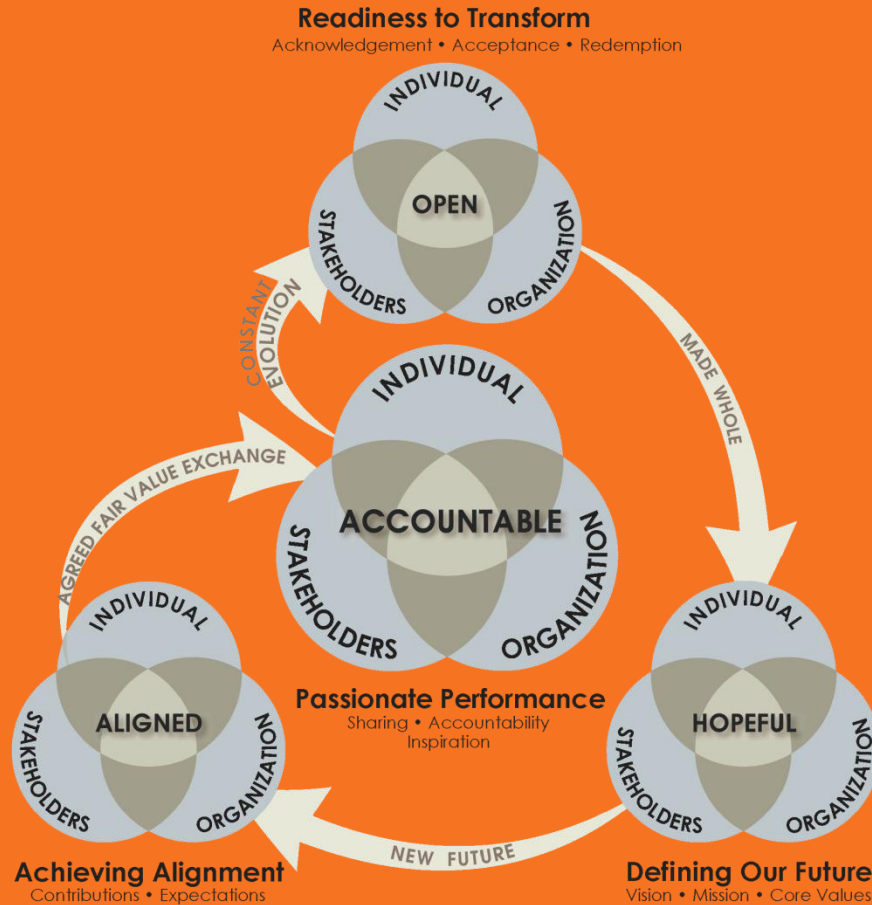 Readiness to Transform
Acknowledgement • Acceptance • Redemption
INDIVIDUAL
OPEN
STAKEHOLDERS
ORGANIZATION
CONSTANT
EVOLUTION
MADE WHOLE
INDIVIDUAL
ACCOUNTABLE
STAKEHOLDERS
ORGANIZATION
Passionate Performance
Sharing • Accountability
Inspiration
AGREED FAIR VALUE EXCHANGE
INDIVIDUAL
ALIGNED
STAKEHOLDERS
ORGANIZATION
Achieving Alignment
Contributions • Expectations
NEW FUTURE
INDIVIDUAL
HOPEFUL
STAKEHOLDERS
ORGANIZATION
Defining Our Future
Vision • Mission • Core Values